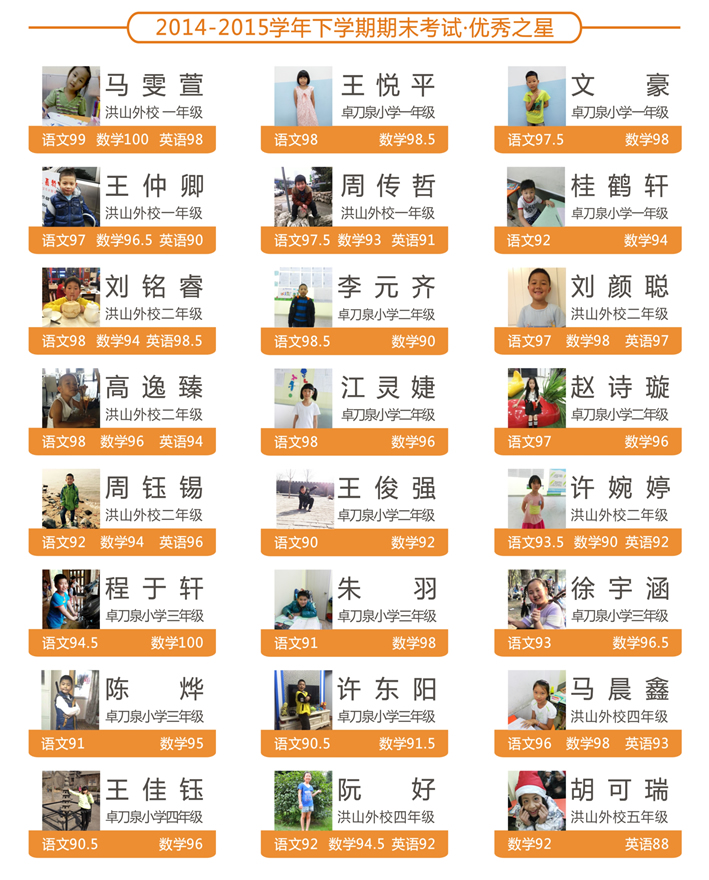 2014-2015学年下学期期末考试·优秀之星
马雯萱
洪山外校一年级
语文99 数学100 英语98
王悦平
卓刀泉小学一年级
语文98 数学98.5
文豪
卓刀泉小学一年级
语文97.5 数学98
王仲卿
洪山外校一年级
语文97 数学96.5 英语90
周传哲
洪山外校一年级
语文97.5 数学93 英语91
桂鹤轩
卓刀泉小学一年级
语文92 数学94
刘铭睿
洪山外校二年级
语文98 数学94 英语98.5
李元齐
卓刀泉小学二年级
语文98.5 数学90
刘颜聪
洪山外校二年级
语文97 数学98 英语97
高逸臻
洪山外校二年级
语文98 数学96 英语94
江灵婕
卓刀泉小学二年级
语文98 数学96
赵诗璇
卓刀泉小学二年级
语文97 数学96
周钰锡
洪山外校二年级
语文92 数学94 英语96
王俊强
卓刀泉小学二年级
语文90 数学92
许婉婷
洪山外校二年级
语文93.5 数学90 英语92
程于轩
卓刀泉小学三年级
语文94.5 数学100
朱羽
卓刀泉小学三年级
语文91 数学98
徐宇涵
卓刀泉小学三年级
语文93 数学96.5
陈烨
卓刀泉小学三年级
语文91 数学95
许东阳
卓刀泉小学三年级
语文90.5 数学91.5
马晨鑫
洪山外校四年级
语文96 数学98 英语93
王佳钰
卓刀泉小学四年级
语文90.5 数学96
阮好
洪山外校四年级
语文92 数学94.5 英语92
胡可瑞
洪山外校五年级
数学92 英语88